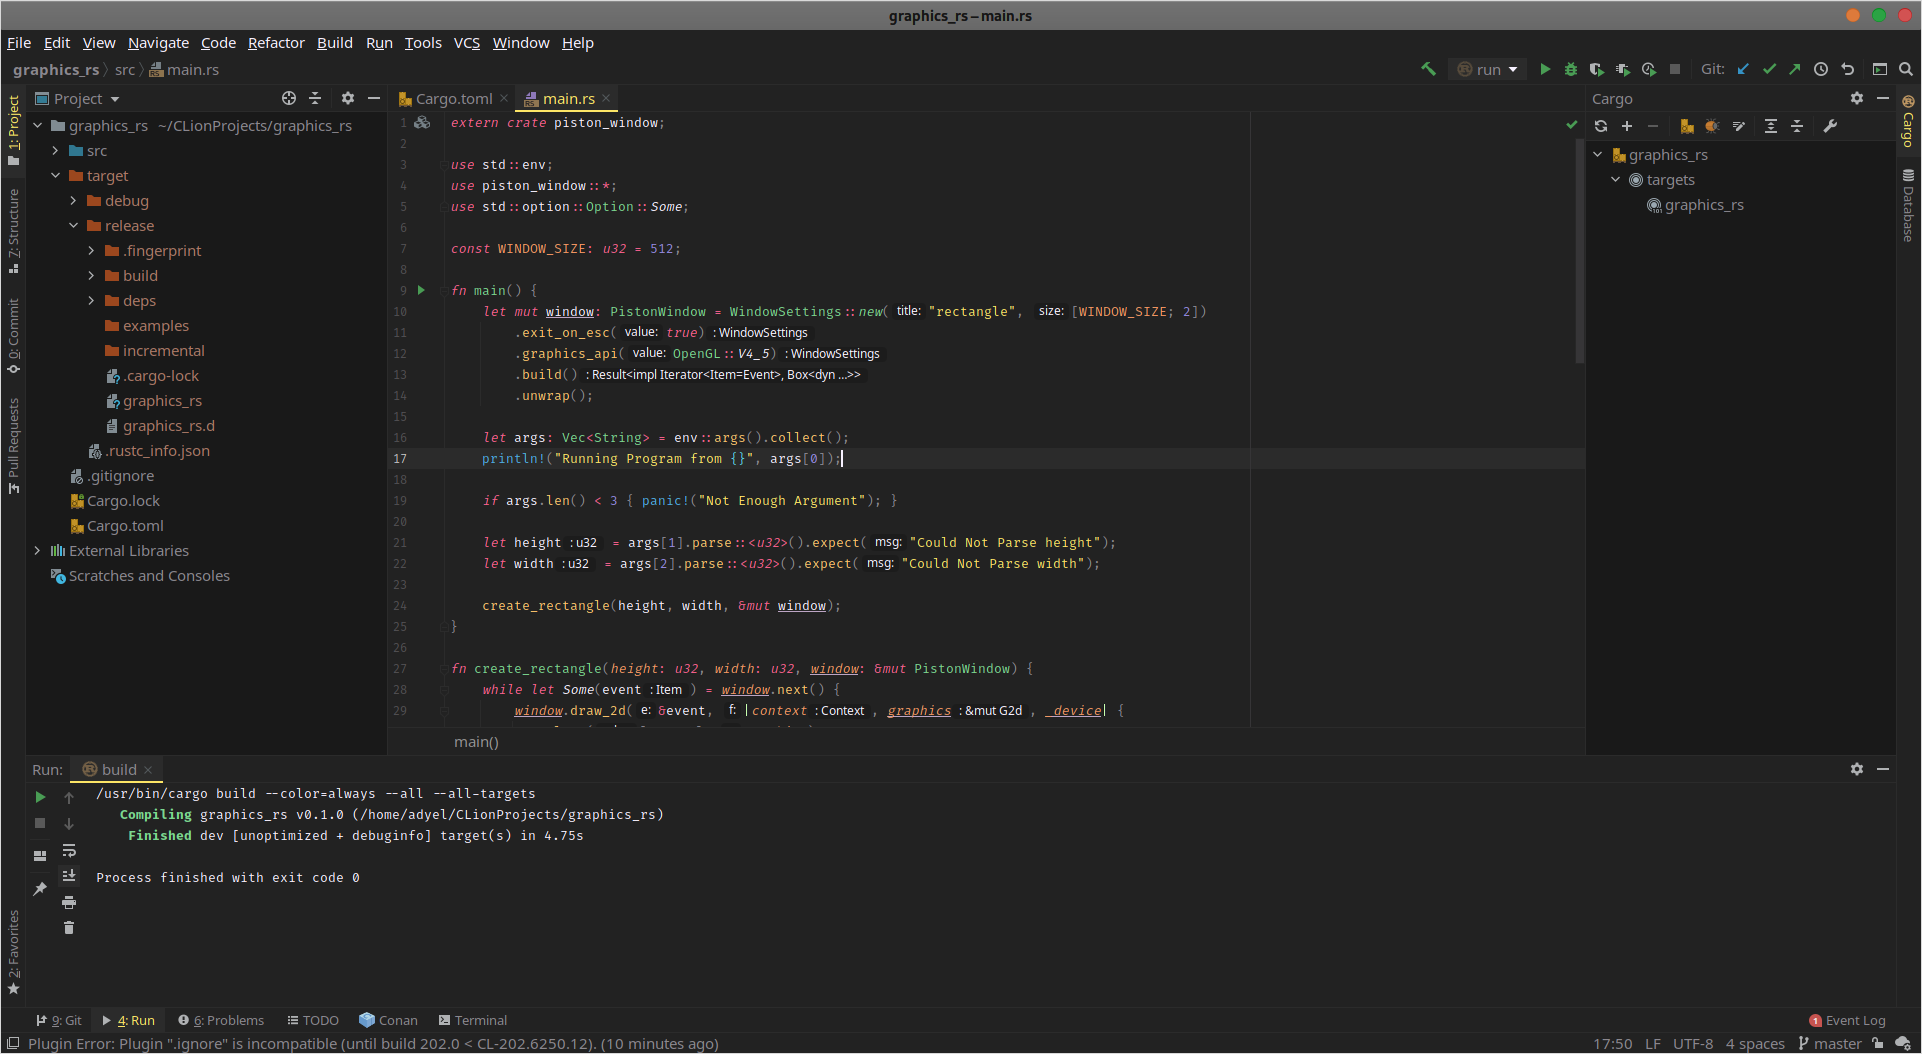 graphics_rs – main.rs
File Edit View Navigate Code Refactor Build Run Tools VCS Window Help
graphics_rs src main.rs
run Git:
1: Project
7: Structure
0: Commit
Pull Requests
2: Favorites
Project
graphics_rs ~/CLionProjects/graphics_rs
src
target
debug
release
.fingerprint
build
deps
examples
incremental
.cargo-lock
graphics_rs
graphics_rs.d
.rustc_info.json
.gitignore
Cargo.lock
Cargo.toml
External Libraries
Scratches and Consoles
Cargo.toml main.rs
1 extern crate piston_window;
2
3 use std::env;
4 use piston_window::*;
5 use std::option::Option::Some;
6
7 const WINDOW_SIZE: u32 = 512;
8
9 fn main() {
10 let mut window: PistonWindow = WindowSettings::new( title: "rectangle", size: [WINDOW_SIZE; 2])
11 .exit_on_esc( value: true) : WindowSettings
12 .graphics_api( value: OpenGL::V4_5) : WindowSettings
13 .build() : Result<impl Iterator<Item=Event>, Box<dyn ...>>
14 .unwrap();
15
16 let args: Vec<String> = env::args().collect();
17 println!("Running Program from {}", args[0]);
18
19 if args.len() < 3 { panic!("Not Enough Argument"); }
20
21 let height : u32 = args[1].parse::<u32>().expect( msg: "Could Not Parse height");
22 let width : u32 = args[2].parse::<u32>().expect( msg: "Could Not Parse width");
23
24 create_rectangle(height, width, &mut window);
25 }
26
27 fn create_rectangle(height: u32, width: u32, window: &mut PistonWindow) {
28 while let Some(event : Item ) = window.next() {
29 window.draw_2d( e: &event, f: |context : Context , graphics : &mut G2d , _device| {
main()
Cargo
graphics_rs
targets
graphics_rs
Cargo
Database
Run: build
/usr/bin/cargo build --color=always --all --all-targets
Compiling graphics_rs v0.1.0 (/home/adyel/CLionProjects/graphics_rs)
Finished dev [unoptimized + debuginfo] target(s) in 4.75s
Process finished with exit code 0
9: Git 4: Run 6: Problems TODO Conan Terminal 1 Event Log
Plugin Error: Plugin ".ignore" is incompatible (until build 202.0 < CL-202.6250.12). (10 minutes ago) 17:50 LF UTF-8 4 spaces master